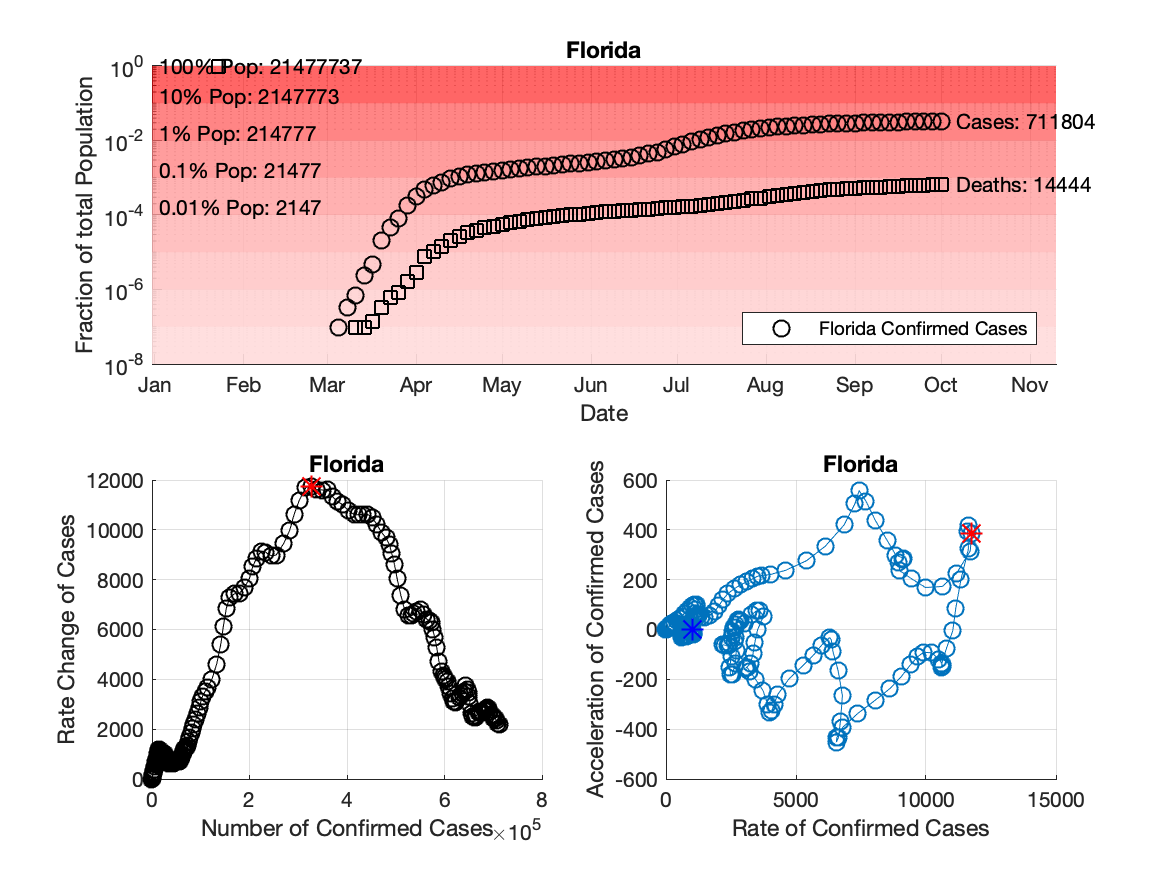 Florida
10^0
10^-2
10^-4
10^-6
10^-8
Fraction of total Population
100% Pop: 21477737
10% Pop: 2147773
1% Pop: 214777
0.1% Pop: 21477
0.01% Pop: 2147
Cases: 711804
Deaths: 14444
Florida Confirmed Cases
Jan Feb Mar Apr May Jun Jul Aug Sep Oct Nov
Date
Florida
12000
10000
8000
6000
4000
2000
0
Rate Change of Cases
0 2 4 6 8
Number of Confirmed Cases ×10^5
Florida
600
400
200
0
-200
-400
-600
Acceleration of Confirmed Cases
0 5000 10000 15000
Rate of Confirmed Cases